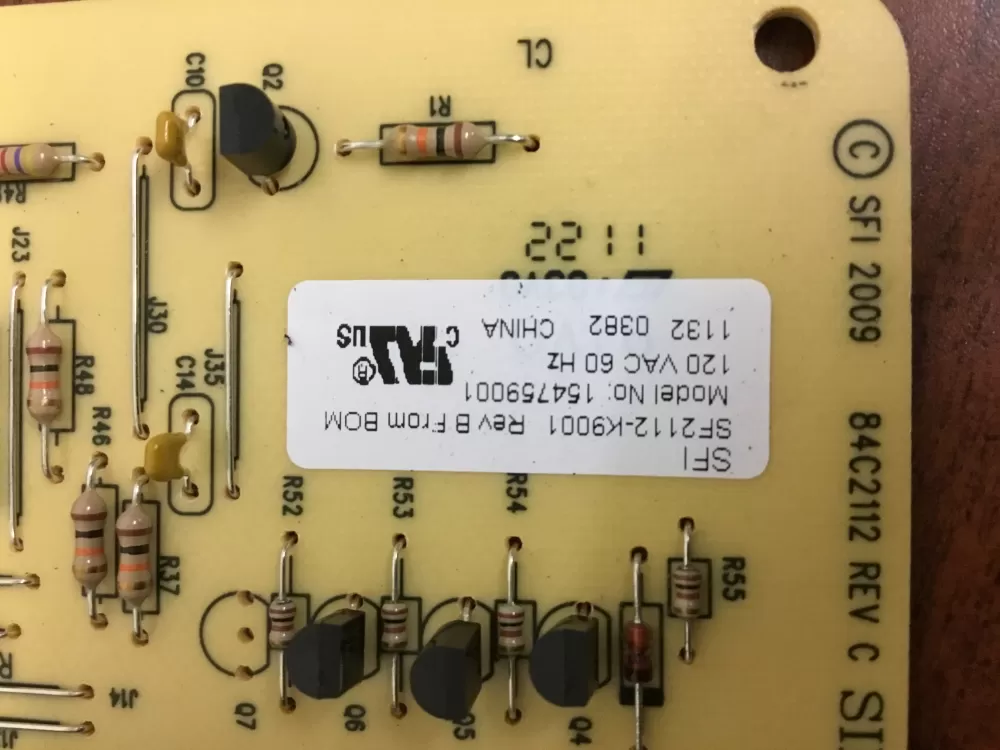 SFI
SF2112-K9001 Rev B From BOM
Model No: 154759001
120 VAC 60 Hz
1132 0382 CHINA
C US
R
1122
© SFI 2009 84C2112 REV C
CL
C10
Q2
R1
J23
J30
J35
R48
C14
R46
R37
R52
R53
R54
R55
Q7
Q6
Q5
Q4
J14